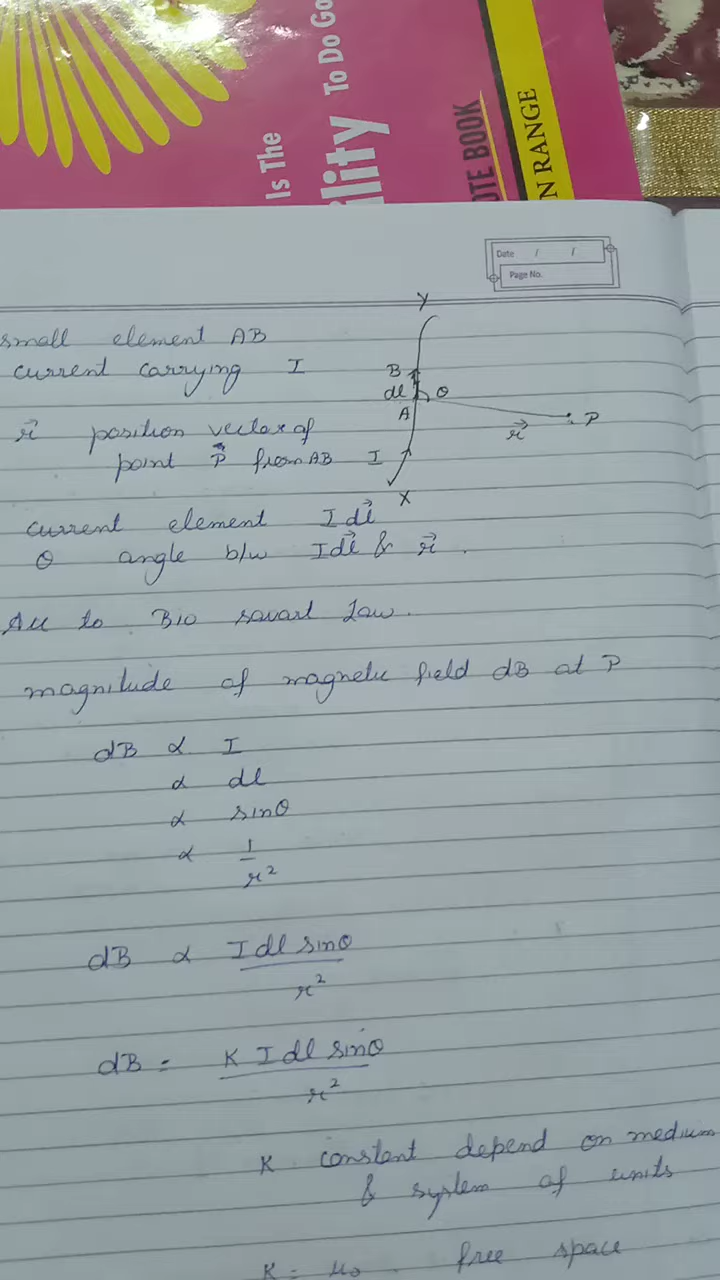 Is The
ility To Do Go
OTE BOOK
N RANGE
Date / /
Page No.
small element AB
current carrying I
r⃗ position vector of
point P⃗ from AB
Y
B
dl θ
A
r⃗ P
I
X
current element Idl⃗
θ angle b/w Idl⃗ & r⃗.
Acc to Bio savart Law.
magnitude of magnetic field dB at P
dB ∝ I
∝ dl
∝ sinθ
∝ 1/r²
dB ∝ I dl sinθ / r²
dB = K I dl sinθ / r²
K constant depend on medium
& system of units
K = μ₀ free space